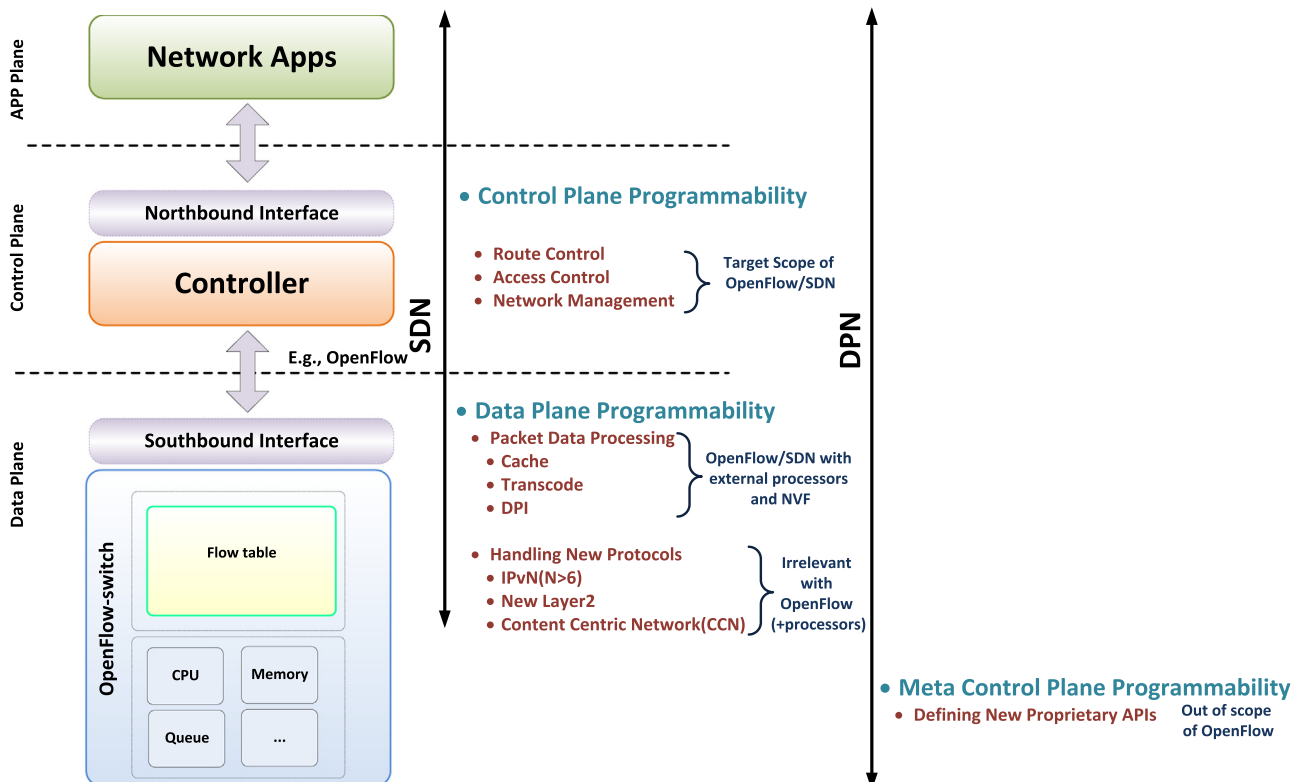 APP Plane
Network Apps
Control Plane
Northbound Interface
Controller
E.g., OpenFlow
Data Plane
Southbound Interface
OpenFlow-switch
Flow table
CPU
Memory
Queue
...
SDN
• Control Plane Programmability
• Route Control
• Access Control
• Network Management
Target Scope of
OpenFlow/SDN
• Data Plane Programmability
• Packet Data Processing
• Cache
• Transcode
• DPI
OpenFlow/SDN with
external processors
and NVF
• Handling New Protocols
• IPvN(N>6)
• New Layer2
• Content Centric Network(CCN)
Irrelevant
with
OpenFlow
(+processors)
DPN
• Meta Control Plane Programmability
• Defining New Proprietary APIs
Out of scope
of OpenFlow